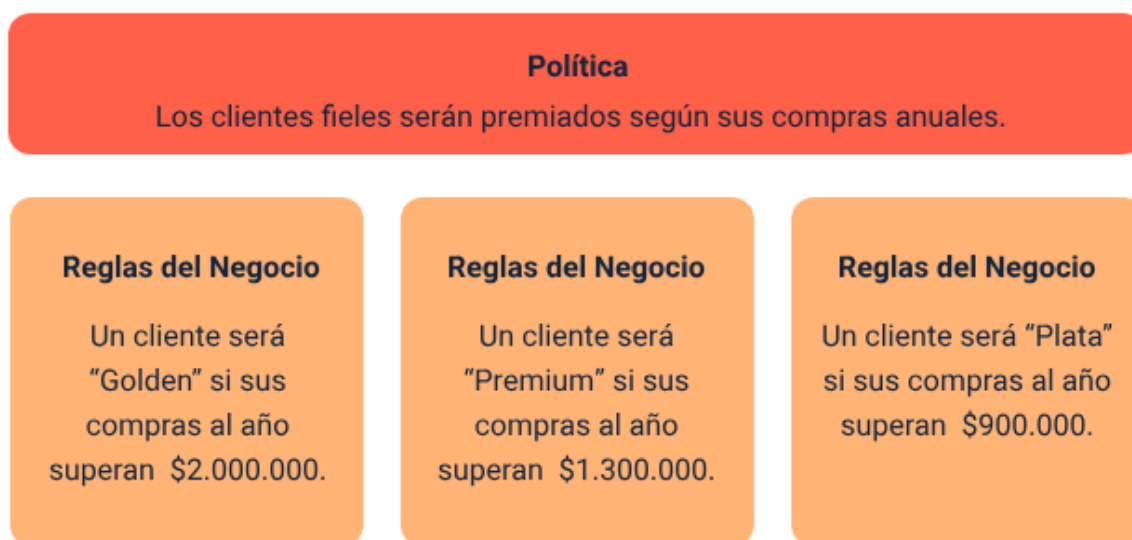 Política
Los clientes fieles serán premiados según sus compras anuales.
Reglas del Negocio
Un cliente será
“Golden” si sus
compras al año
superan $2.000.000.
Reglas del Negocio
Un cliente será
“Premium” si sus
compras al año
superan $1.300.000.
Reglas del Negocio
Un cliente será “Plata”
si sus compras al año
superan $900.000.